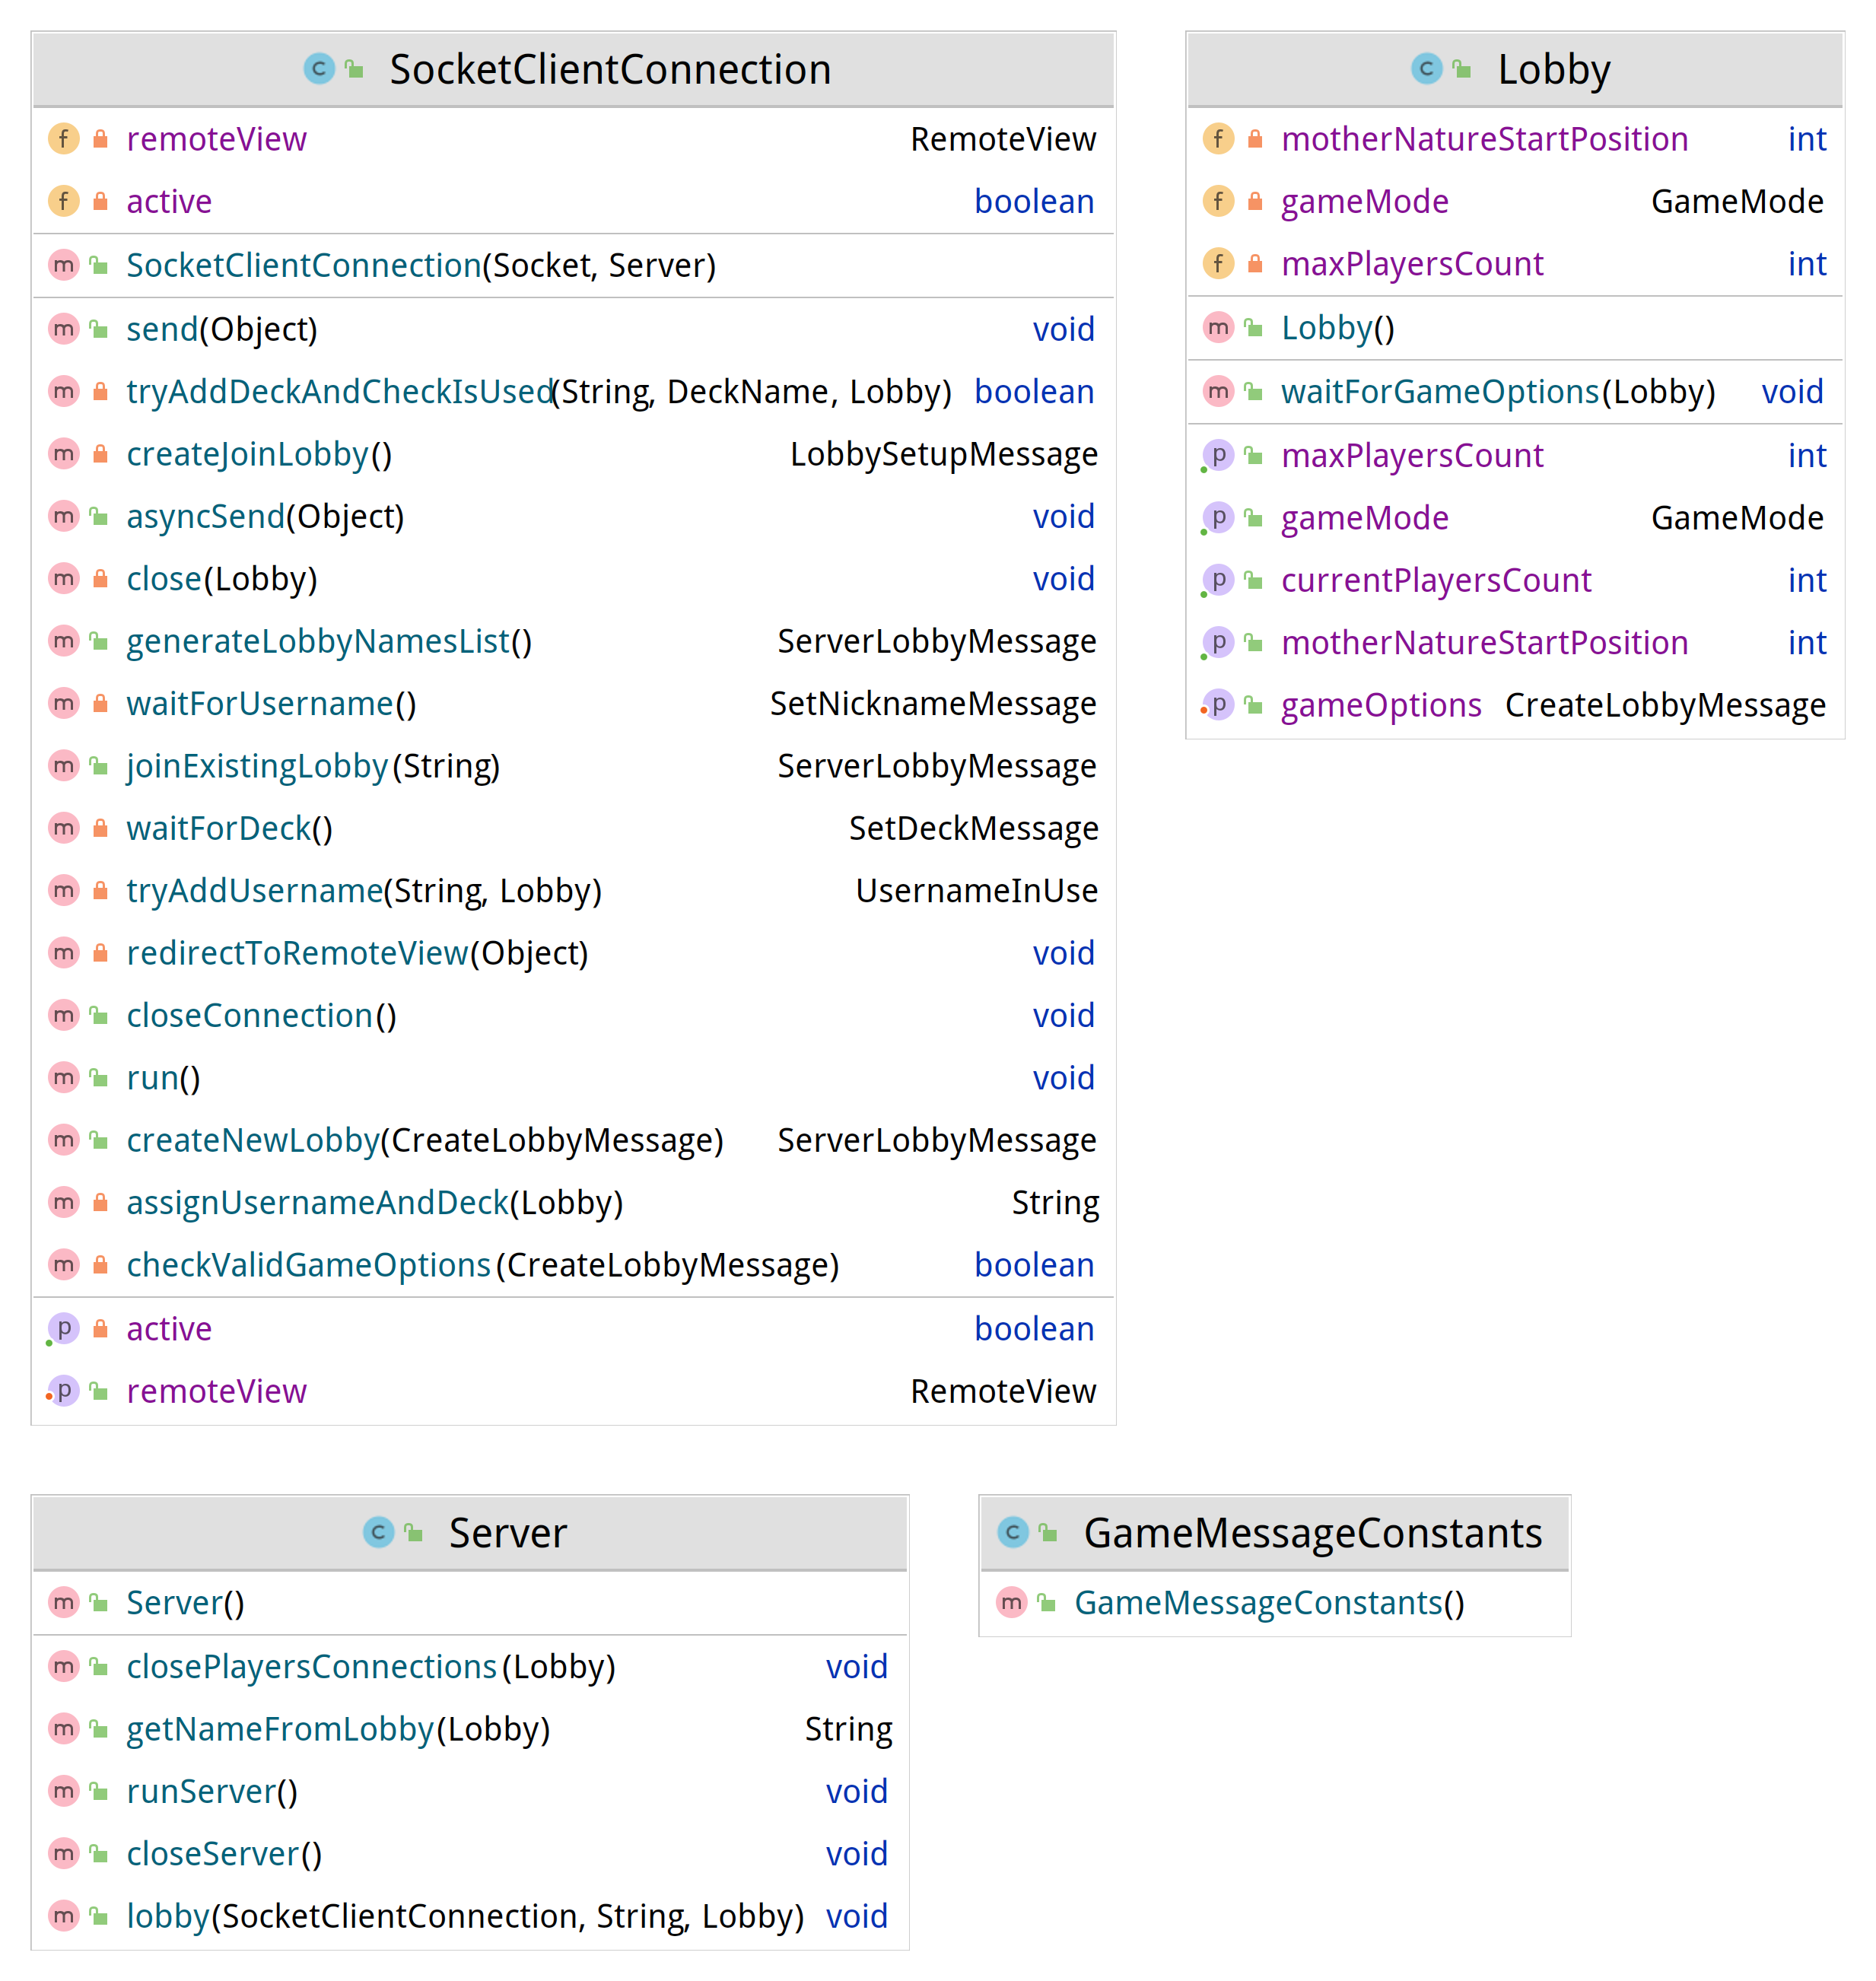 SocketClientConnection
remoteView RemoteView
active boolean
SocketClientConnection(Socket, Server)
send(Object) void
tryAddDeckAndCheckIsUsed(String, DeckName, Lobby) boolean
createJoinLobby() LobbySetupMessage
asyncSend(Object) void
close(Lobby) void
generateLobbyNamesList() ServerLobbyMessage
waitForUsername() SetNicknameMessage
joinExistingLobby(String) ServerLobbyMessage
waitForDeck() SetDeckMessage
tryAddUsername(String, Lobby) UsernameInUse
redirectToRemoteView(Object) void
closeConnection() void
run() void
createNewLobby(CreateLobbyMessage) ServerLobbyMessage
assignUsernameAndDeck(Lobby) String
checkValidGameOptions(CreateLobbyMessage) boolean
active boolean
remoteView RemoteView
Lobby
motherNatureStartPosition int
gameMode GameMode
maxPlayersCount int
Lobby()
waitForGameOptions(Lobby) void
maxPlayersCount int
gameMode GameMode
currentPlayersCount int
motherNatureStartPosition int
gameOptions CreateLobbyMessage
Server
Server()
closePlayersConnections(Lobby) void
getNameFromLobby(Lobby) String
runServer() void
closeServer() void
lobby(SocketClientConnection, String, Lobby) void
GameMessageConstants
GameMessageConstants()